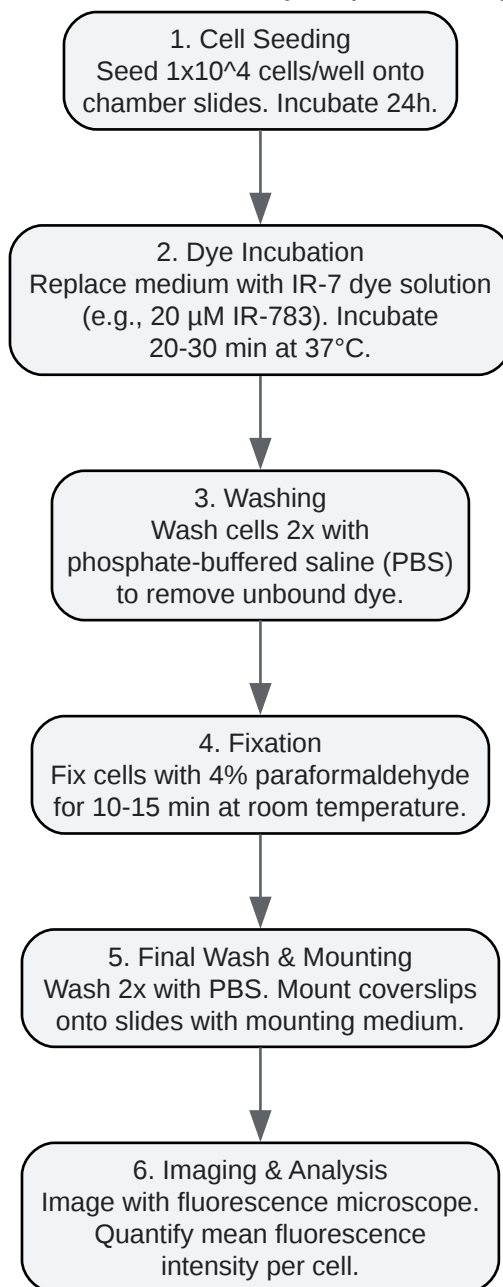 1. Cell Seeding
Seed 1x10^4 cells/well onto
chamber slides. Incubate 24h.
2. Dye Incubation
Replace medium with IR-7 dye solution
(e.g., 20 µM IR-783). Incubate
20-30 min at 37°C.
3. Washing
Wash cells 2x with
phosphate-buffered saline (PBS)
to remove unbound dye.
4. Fixation
Fix cells with 4% paraformaldehyde
for 10-15 min at room temperature.
5. Final Wash & Mounting
Wash 2x with PBS. Mount coverslips
onto slides with mounting medium.
6. Imaging & Analysis
Image with fluorescence microscope.
Quantify mean fluorescence
intensity per cell.